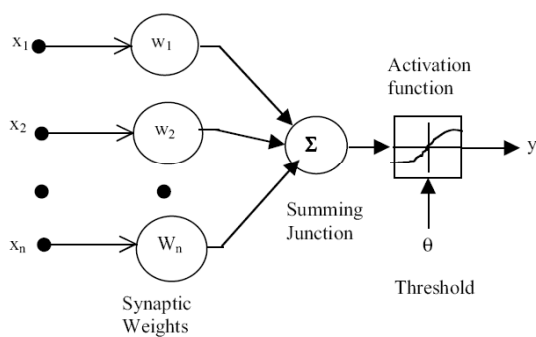 x1
w1
Activation
function
x2
w2
Σ
y
Summing
Junction
xn
Wn
θ
Synaptic
Weights
Threshold